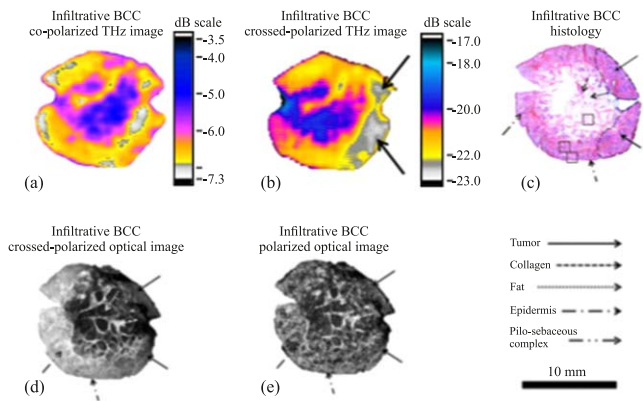 Infiltrative BCC
co-polarized THz image
dB scale
-3.5
-5.0
-6.0
-7.3
(a)
Infiltrative BCC
crossed-polarized THz image
dB scale
-17.0
-18.0
-20.0
-22.0
-23.0
(b)
Infiltrative BCC
histology
(c)
Infiltrative BCC
crossed-polarized optical image
(d)
Infiltrative BCC
polarized optical image
(e)
Tumor
Collagen
Fat
Epidermis
Pilo-sebaceous
complex
10 mm